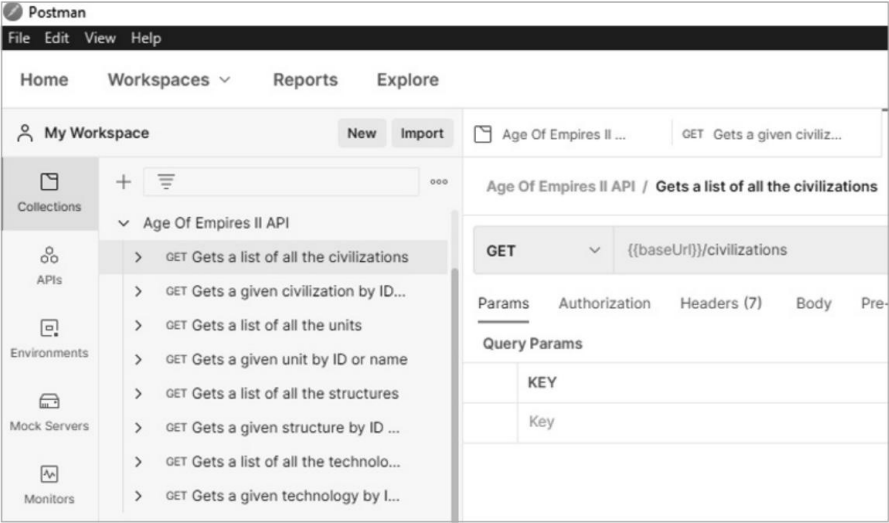 Postman
File Edit View Help
Home Workspaces Reports Explore
My Workspace New Import
Age Of Empires II ... GET Gets a given civiliz...
Collections
APIs
Environments
Mock Servers
Monitors
Age Of Empires II API
GET Gets a list of all the civilizations
GET Gets a given civilization by ID...
GET Gets a list of all the units
GET Gets a given unit by ID or name
GET Gets a list of all the structures
GET Gets a given structure by ID ...
GET Gets a list of all the technolo...
GET Gets a given technology by I...
Age Of Empires II API / Gets a list of all the civilizations
GET {{baseUrl}}/civilizations
Params Authorization Headers (7) Body Pre-
Query Params
KEY
Key